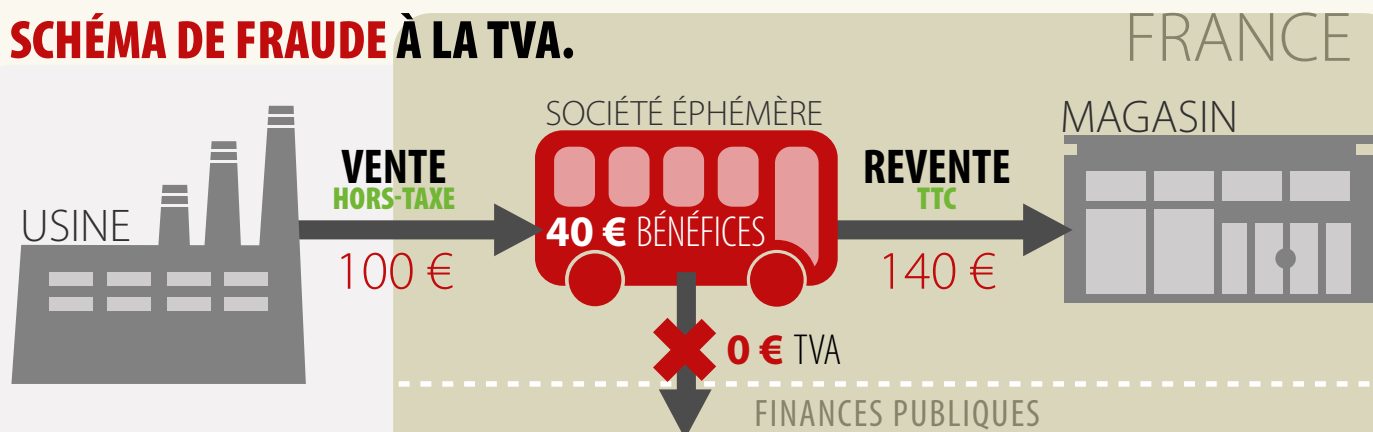 SCHÉMA DE FRAUDE À LA TVA.
FRANCE
USINE
VENTE
HORS-TAXE
100 €
SOCIÉTÉ ÉPHÉMÈRE
40 € BÉNÉFICES
REVENTE
TTC
140 €
MAGASIN
0 € TVA
FINANCES PUBLIQUES